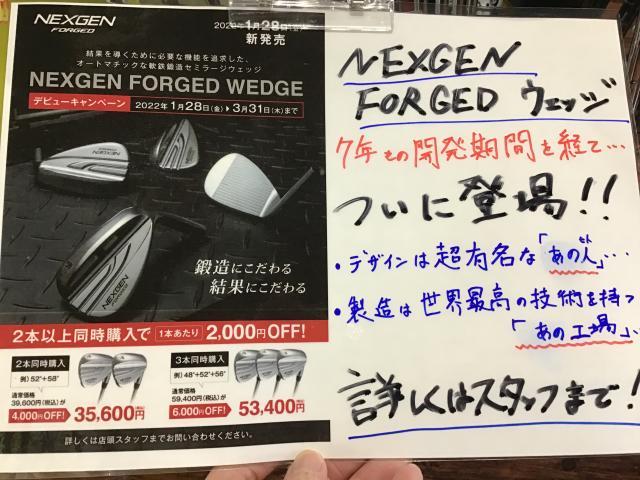 NEXGEN
FORGED
2022年1月28日(金)
新発売
結果を導くために必要な機能を追求した、
オートマチックな軟鉄鍛造セミラージウェッジ
NEXGEN FORGED WEDGE
デビューキャンペーン 2022年1月28日(金)▶3月31日(木)まで
NEXGEN
FORGED
NEXGEN
NEXGEN
FORGED
鍛造にこだわる
結果にこだわる
2本以上同時購入で 1本あたり 2,000円OFF!
2本同時購入
例) 52°+58°
通常価格
39,600円(税込)が
4,000円OFF! 35,600円
3本同時購入
例) 48°+52°+56°
通常価格
59,400円(税込)が
6,000円OFF! 53,400円
詳しくは店頭スタッフまでお問い合わせください。
NEXGEN
FORGED ウェッジ
7年もの開発期間を経て…
ついに登場!!
・デザインは超有名な「あの人」…
・製造は世界最高の技術を持つ
「あの工場」…
詳しくはスタッフまで!